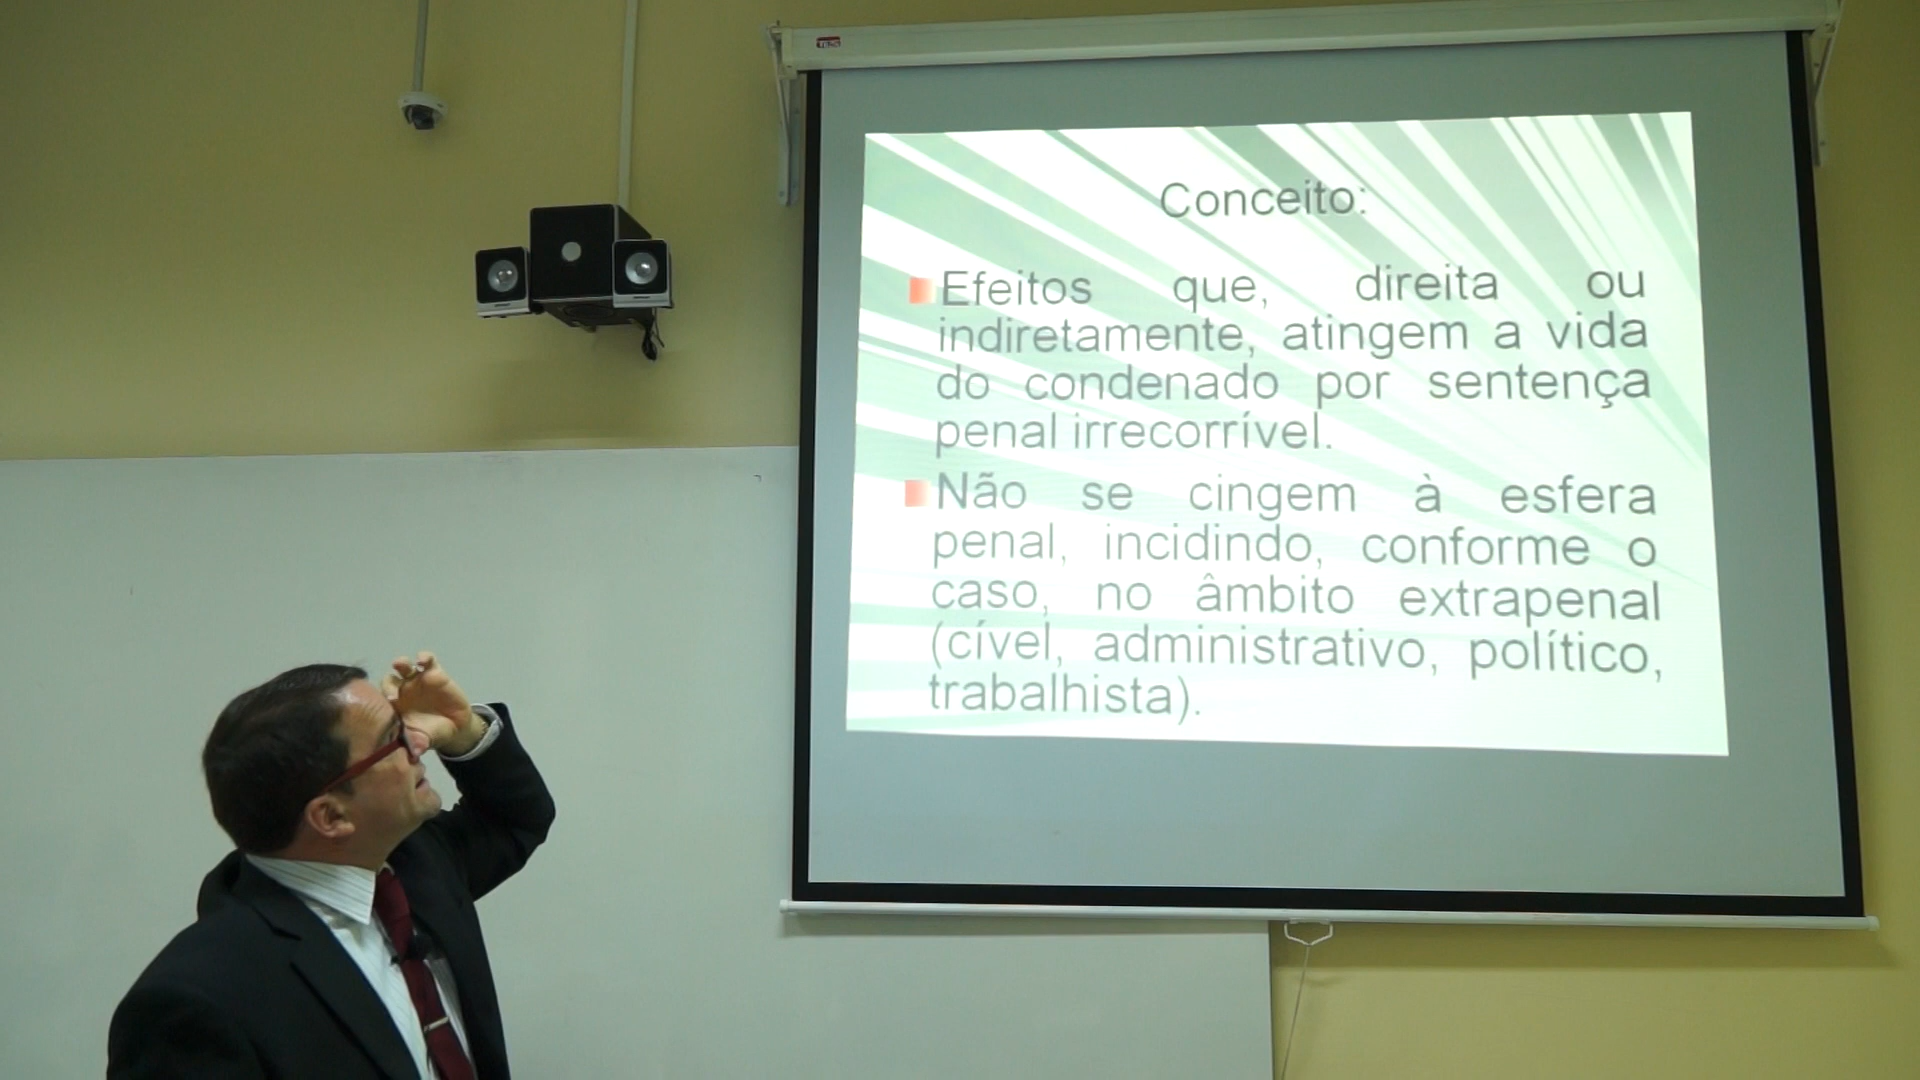 Conceito:
Efeitos que, direita ou
indiretamente, atingem a vida
do condenado por sentença
penal irrecorrível.
Não se cingem à esfera
penal, incidindo, conforme o
caso, no âmbito extrapenal
(cível, administrativo, político,
trabalhista).